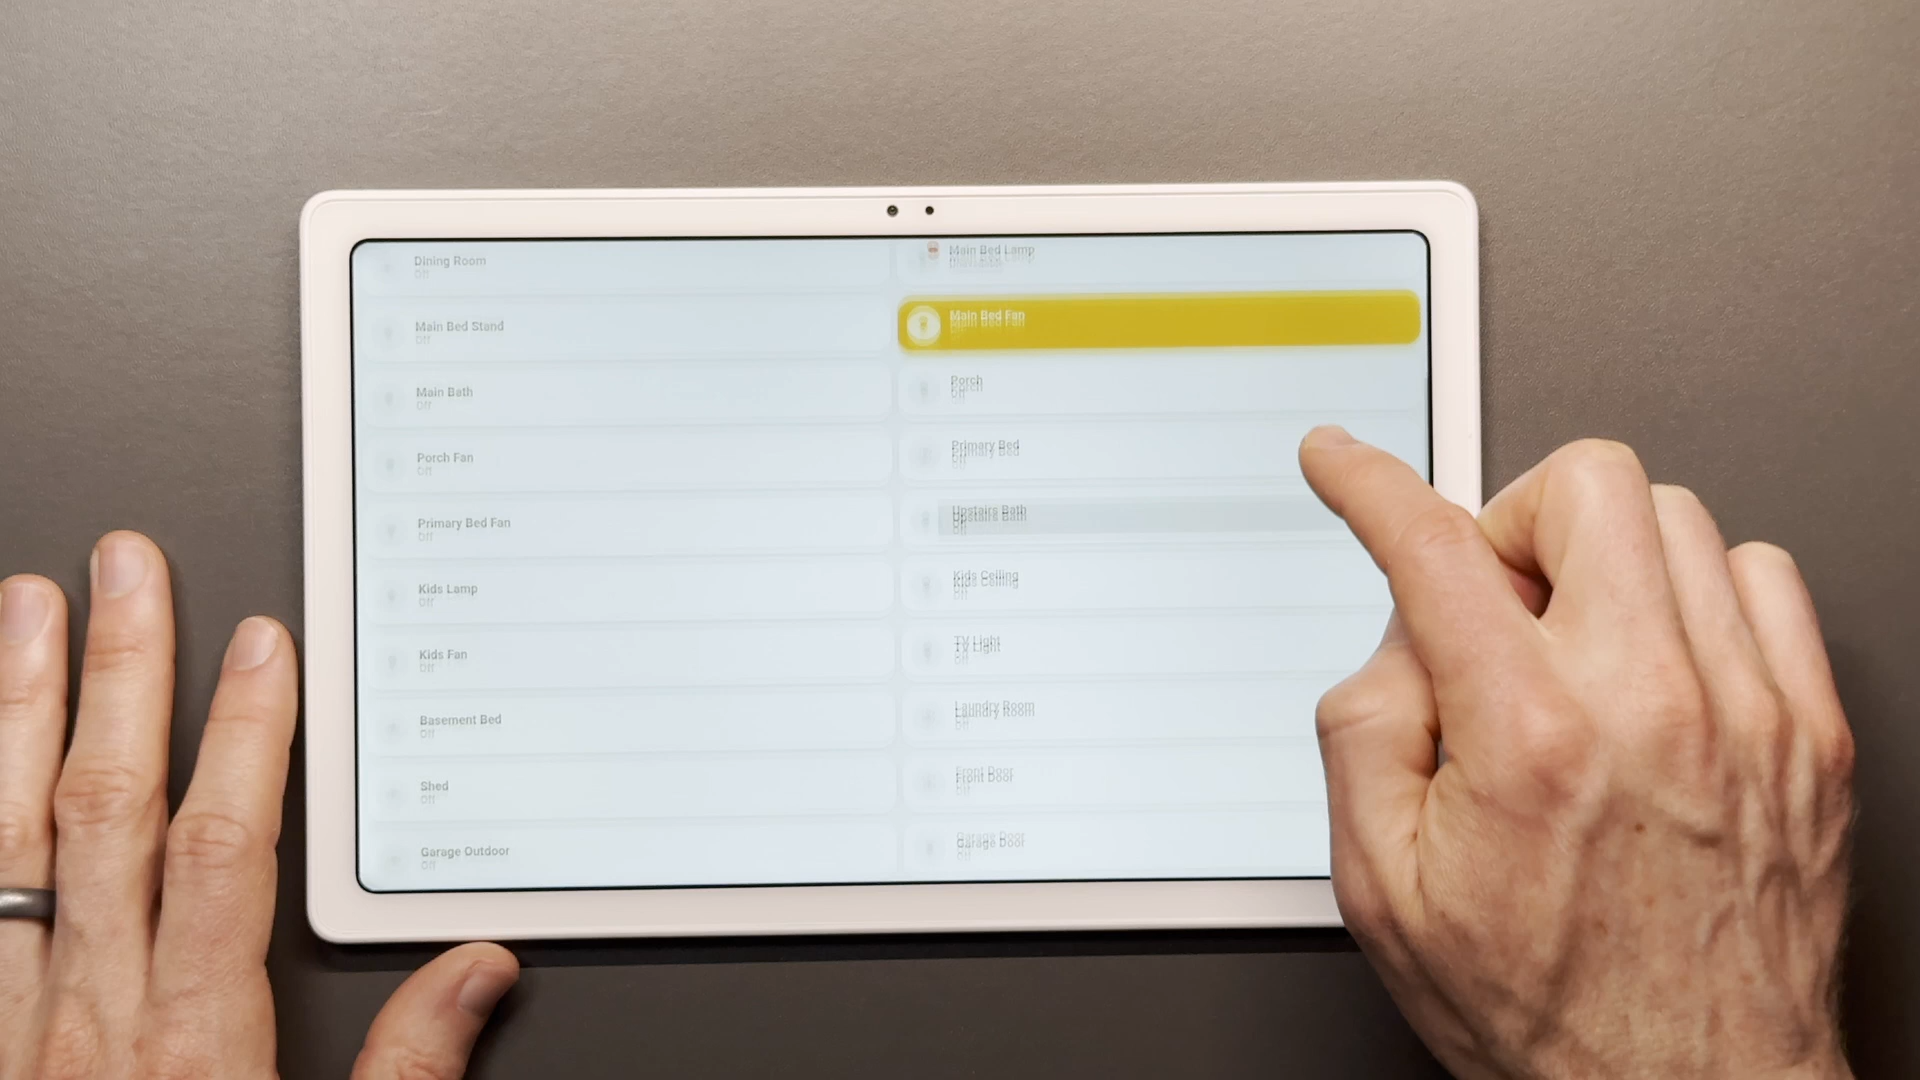 Dining Room
Off
Main Bed Stand
Off
Main Bath
Off
Porch Fan
Off
Primary Bed Fan
Off
Kids Lamp
Off
Kids Fan
Off
Basement Bed
Off
Shed
Off
Garage Outdoor
Off
Main Bed Lamp
Main Bed Fan
Porch
Off
Primary Bed
Off
Upstairs Bath
Off
Kids Ceiling
Off
TV Light
Off
Laundry Room
Off
Front Door
Off
Garage Door
Off